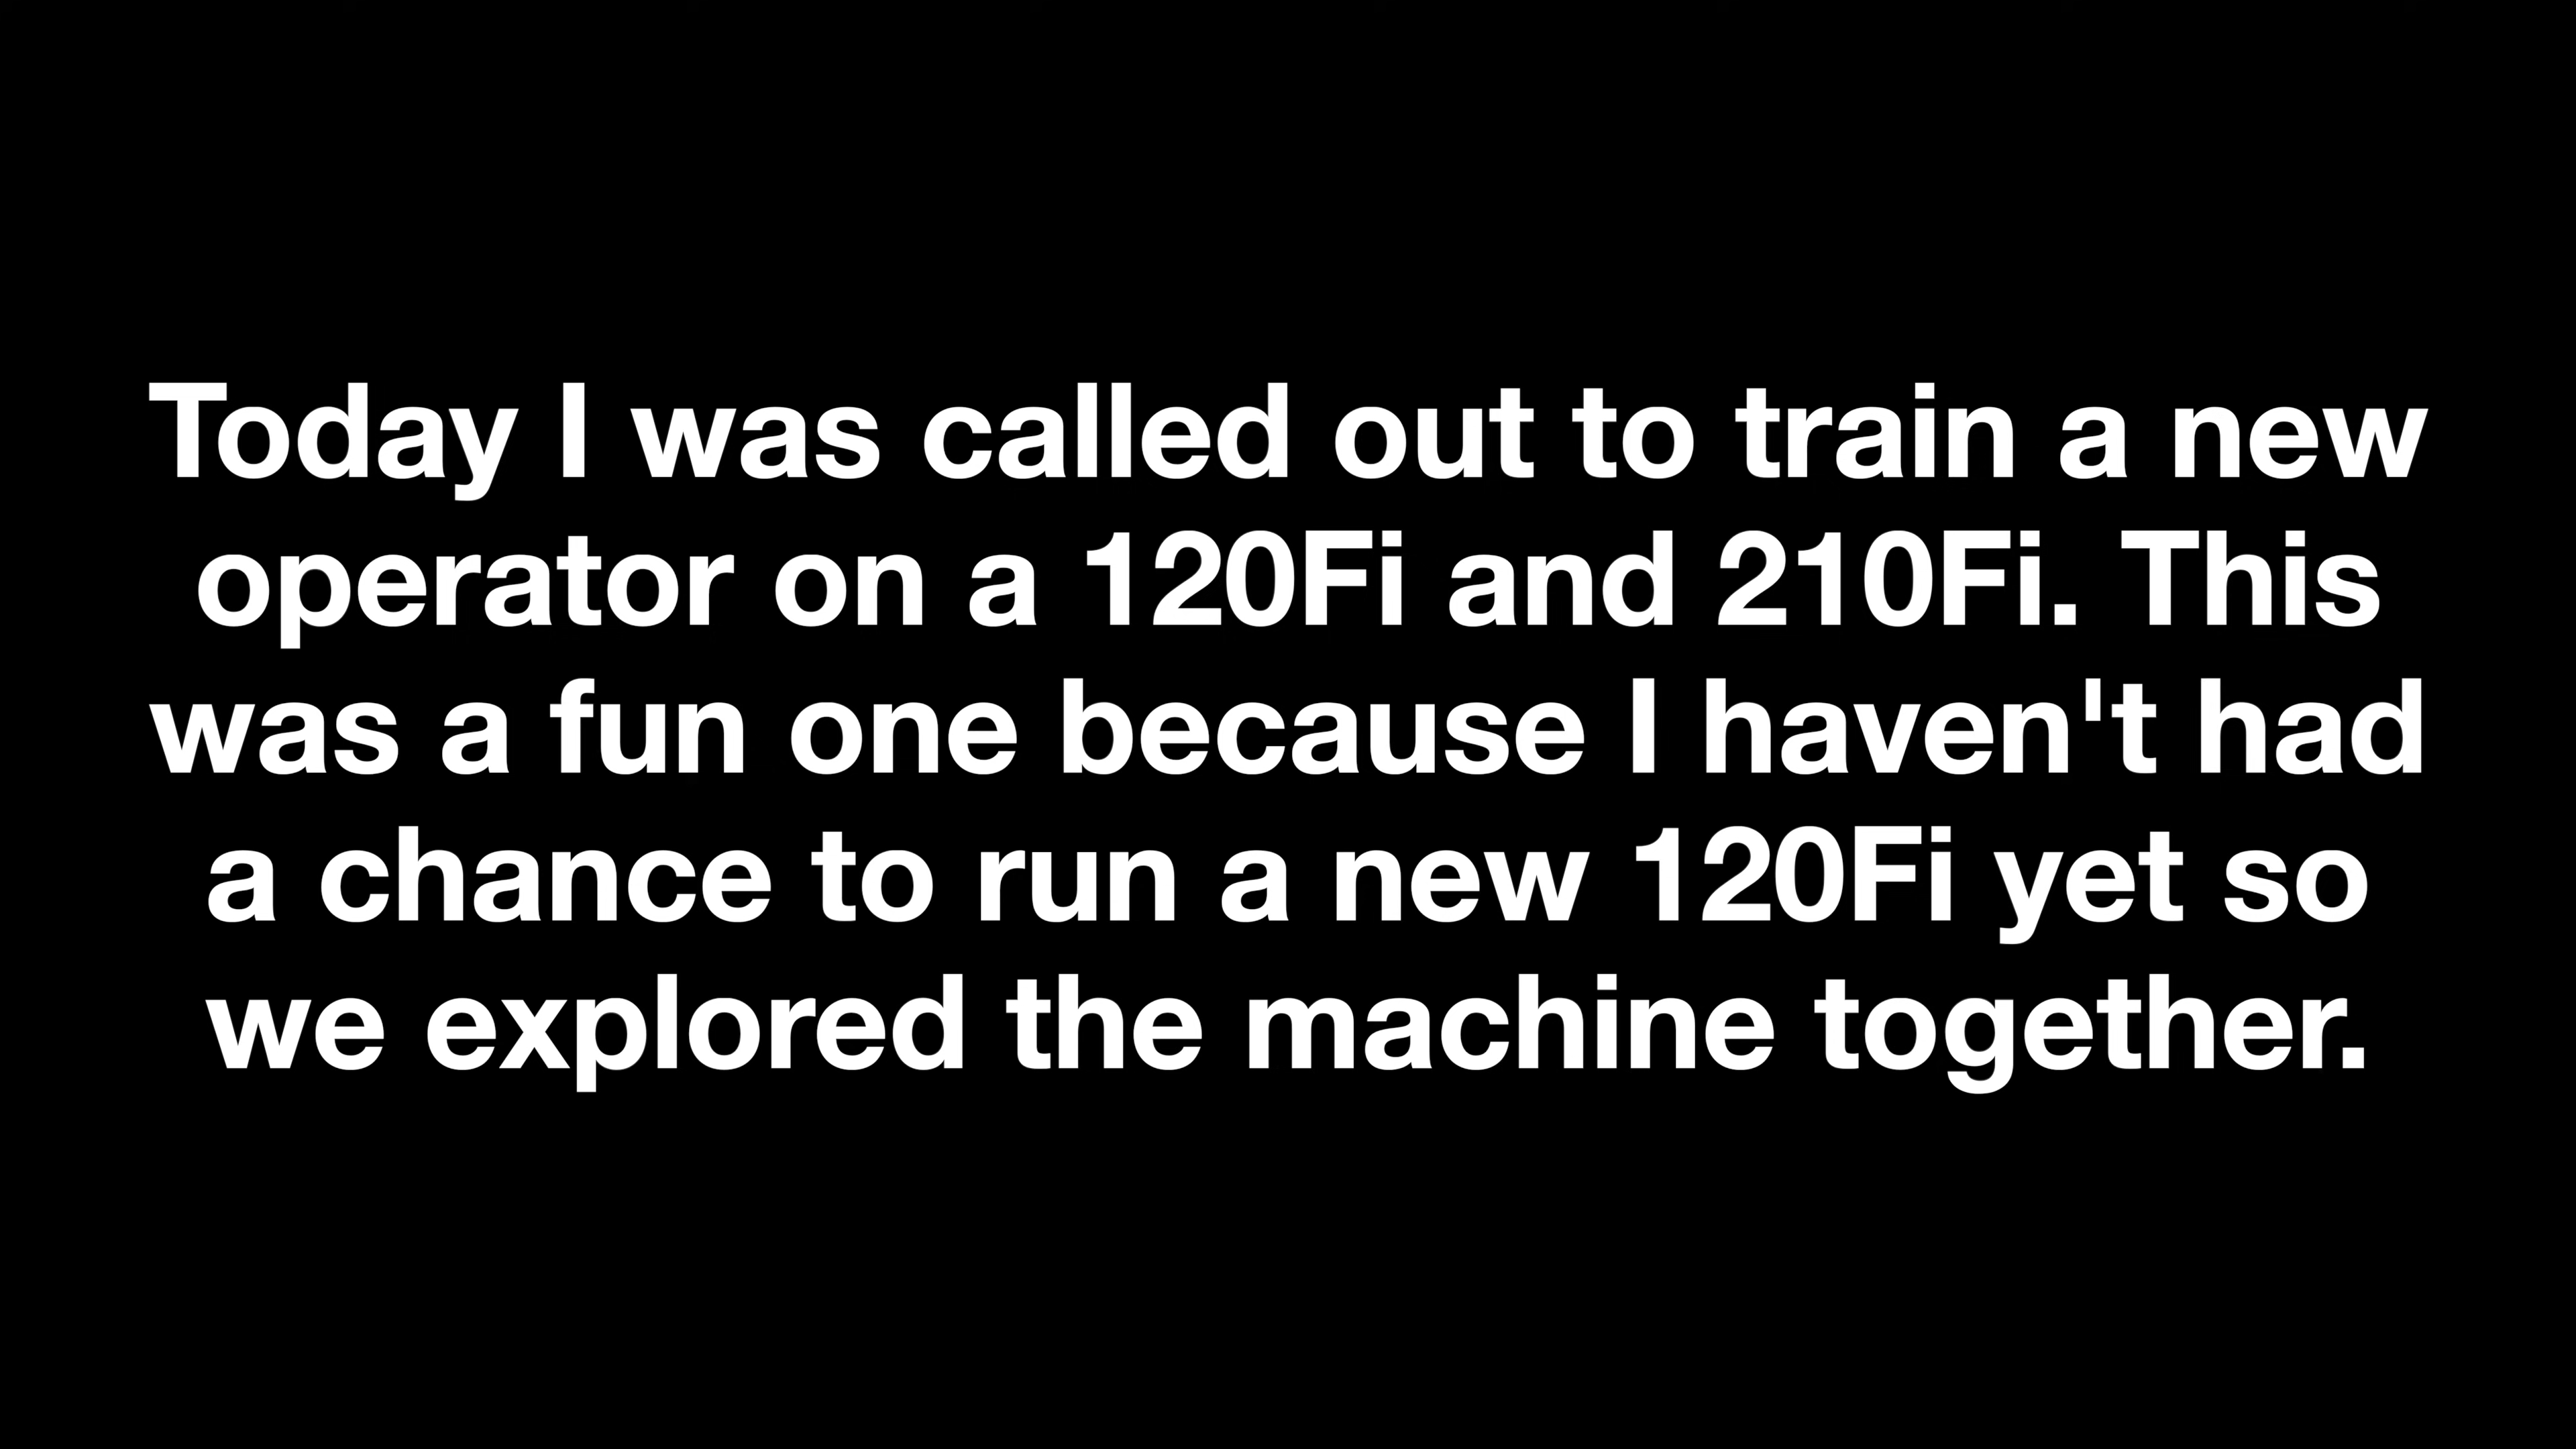 Today I was called out to train a new
operator on a 120Fi and 210Fi. This
was a fun one because I haven't had
a chance to run a new 120Fi yet so
we explored the machine together.